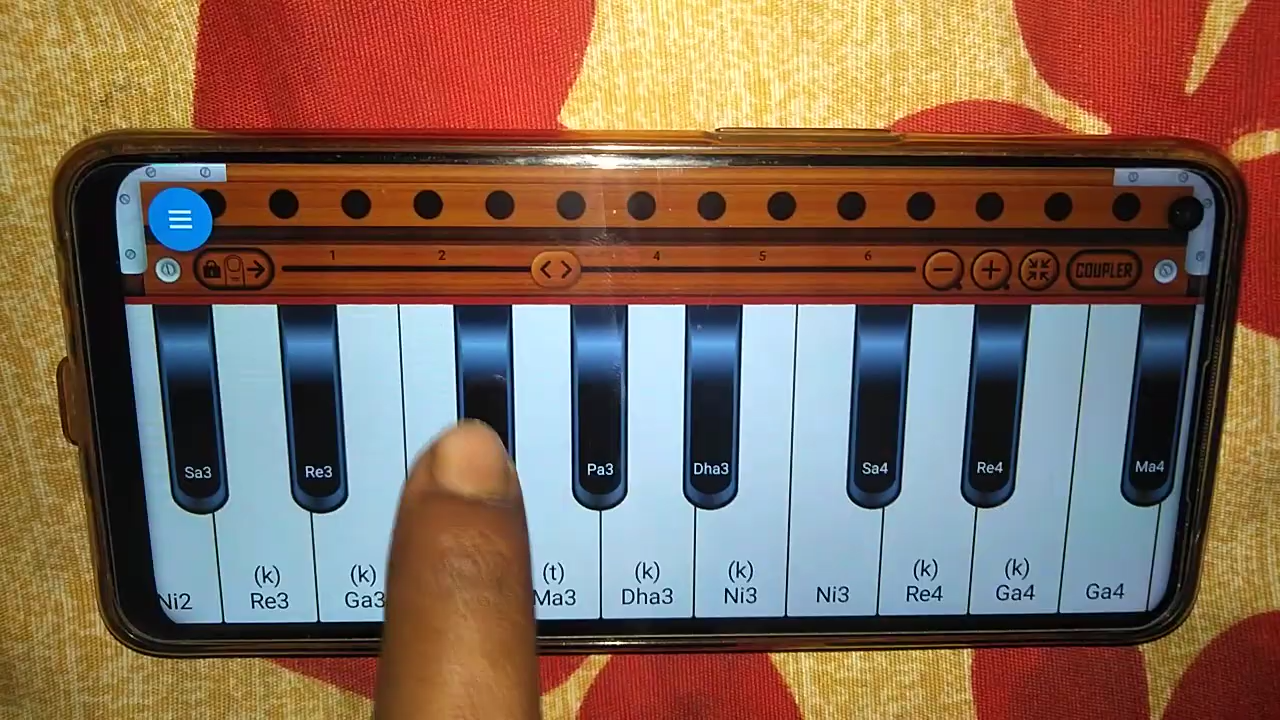 1 2 4 5 6
COUPLER
Sa3 Re3 Pa3 Dha3 Sa4 Re4 Ma4
(k) (k) (t) (k) (k) (k) (k)
Ni2 Re3 Ga3 Ma3 Dha3 Ni3 Ni3 Re4 Ga4 Ga4